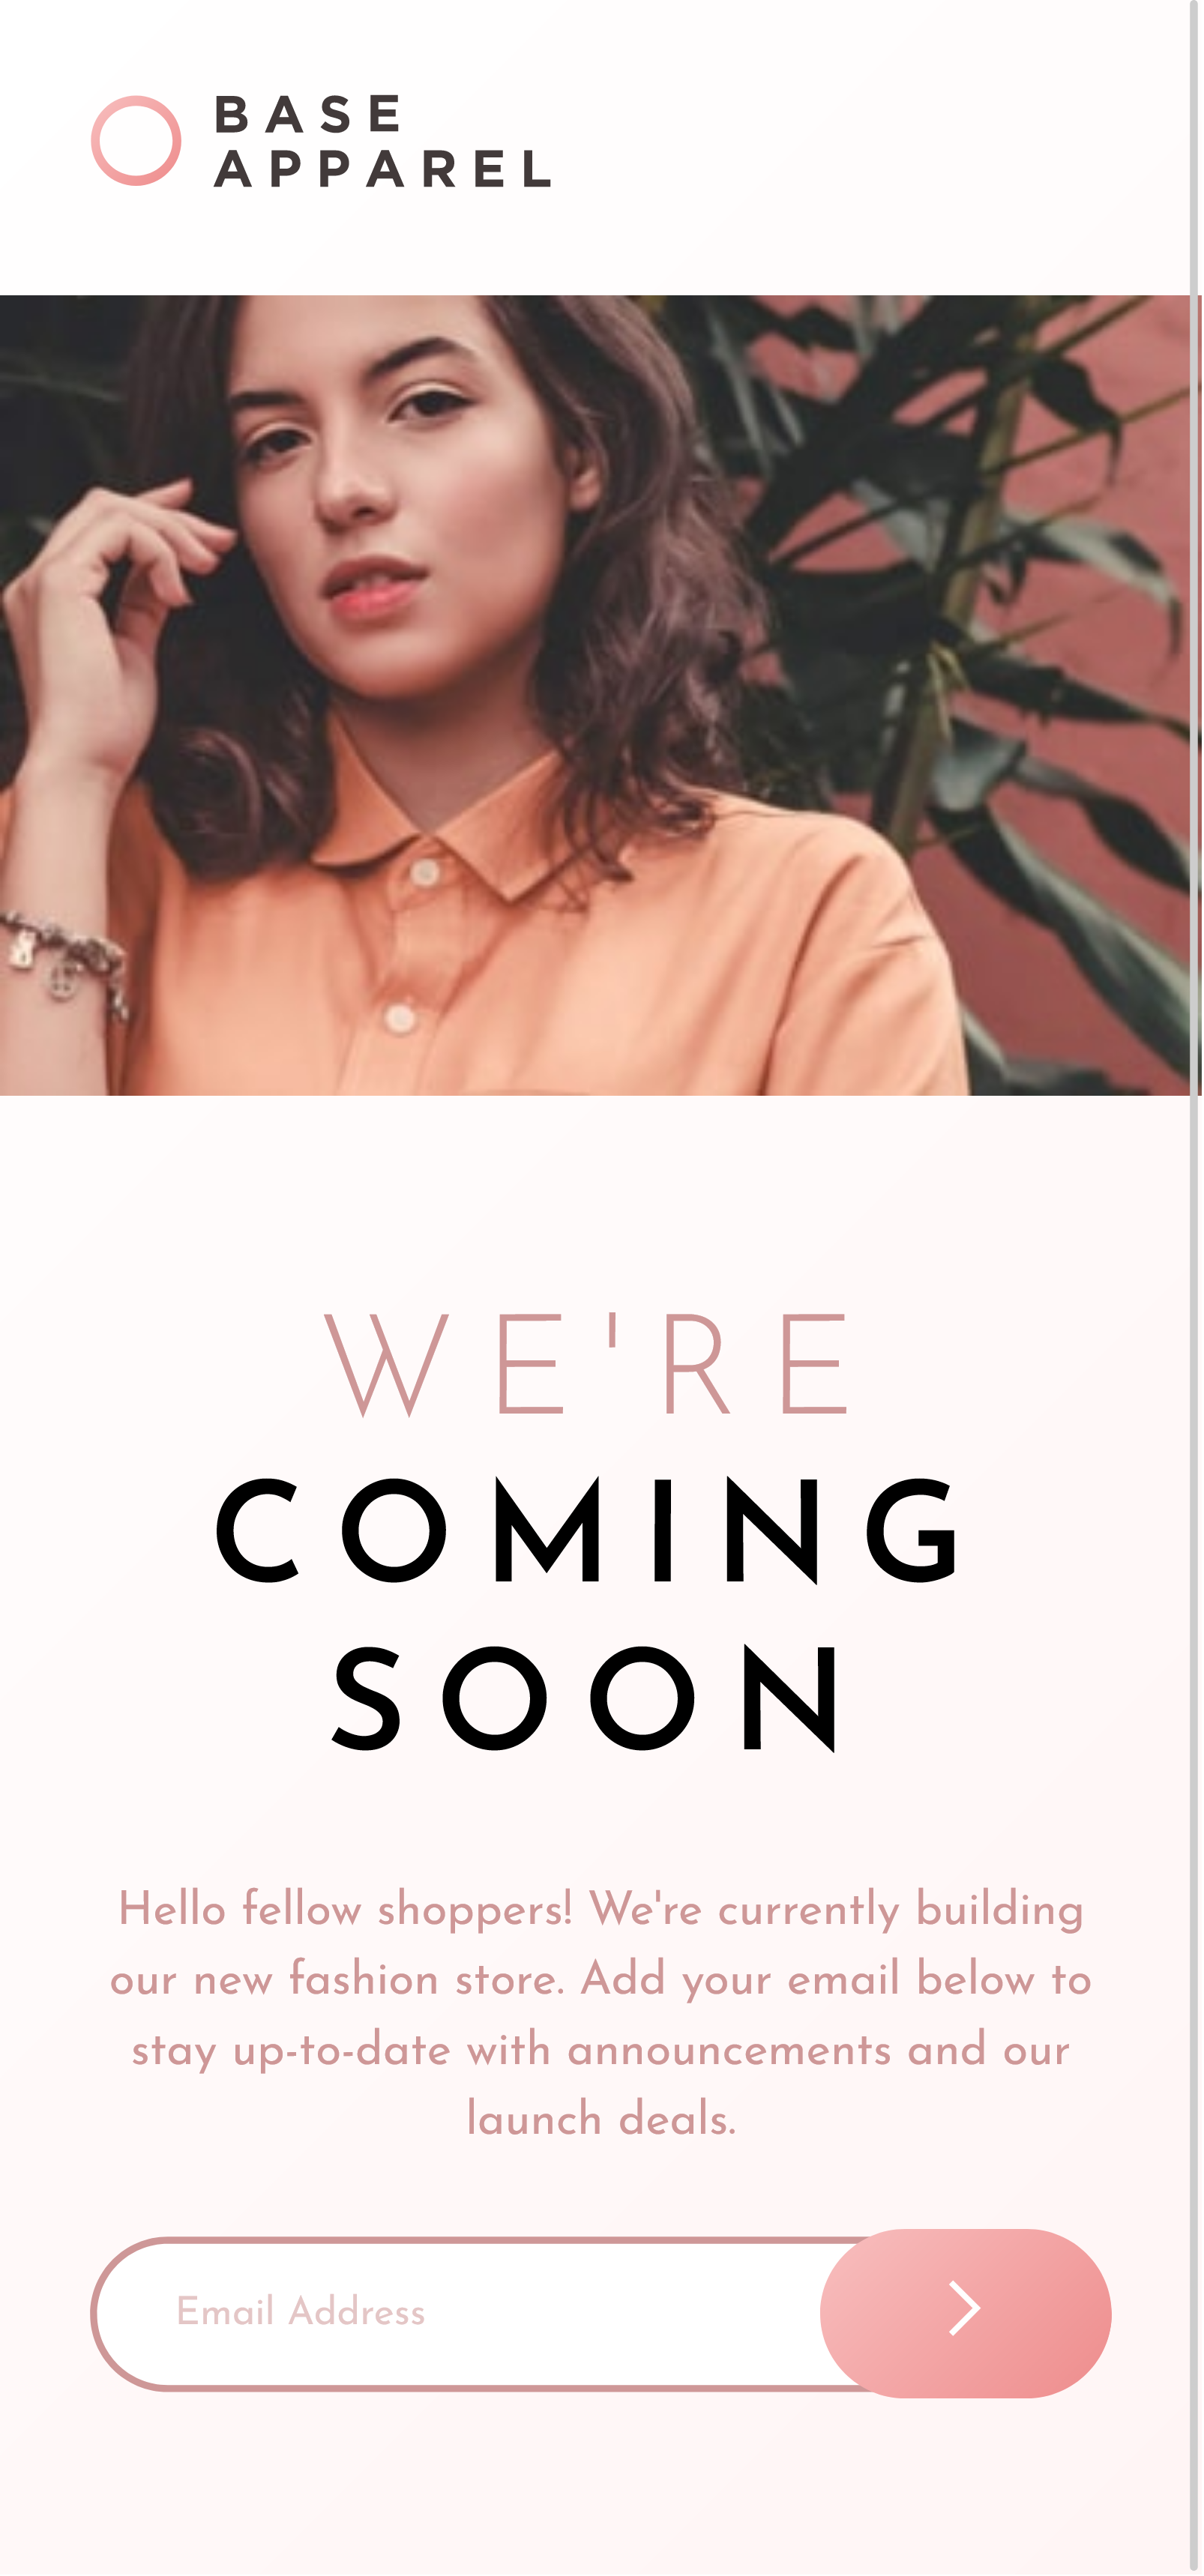 BASE
APPAREL
WE'RE
COMING
SOON
Hello fellow shoppers! We're currently building
our new fashion store. Add your email below to
stay up-to-date with announcements and our
launch deals.
Email Address